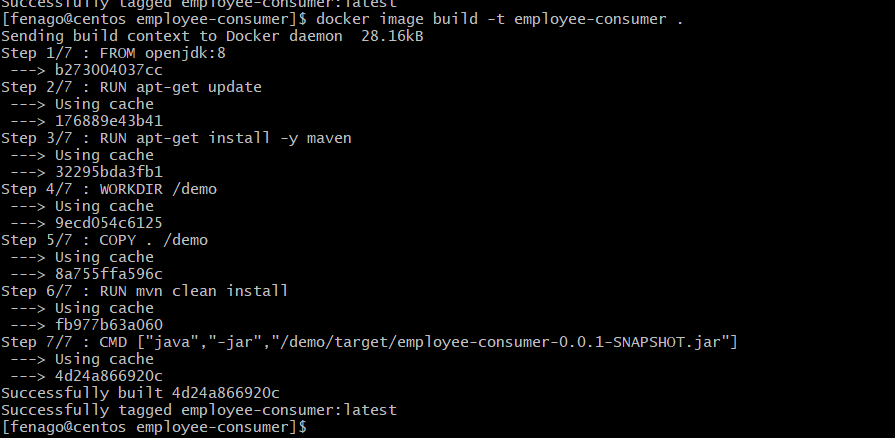 Successfully tagged employee-consumer:latest
[fenago@centos employee-consumer]$ docker image build -t employee-consumer .
Sending build context to Docker daemon  28.16kB
Step 1/7 : FROM openjdk:8
 ---> b273004037cc
Step 2/7 : RUN apt-get update
 ---> Using cache
 ---> 176889e43b41
Step 3/7 : RUN apt-get install -y maven
 ---> Using cache
 ---> 32295bda3fb1
Step 4/7 : WORKDIR /demo
 ---> Using cache
 ---> 9ecd054c6125
Step 5/7 : COPY . /demo
 ---> Using cache
 ---> 8a755ffa596c
Step 6/7 : RUN mvn clean install
 ---> Using cache
 ---> fb977b63a060
Step 7/7 : CMD ["java","-jar","/demo/target/employee-consumer-0.0.1-SNAPSHOT.jar"]
 ---> Using cache
 ---> 4d24a866920c
Successfully built 4d24a866920c
Successfully tagged employee-consumer:latest
[fenago@centos employee-consumer]$